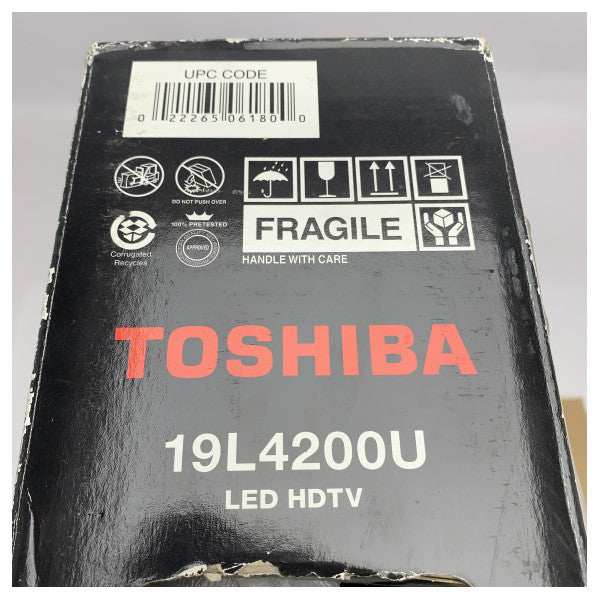 UPC CODE
0 22265 06180 0
DO NOT PUSH OVER
100% PRETESTED
APPROVED
Corrugated
Recycles
FRAGILE
HANDLE WITH CARE
TOSHIBA
19L4200U
LED HDTV